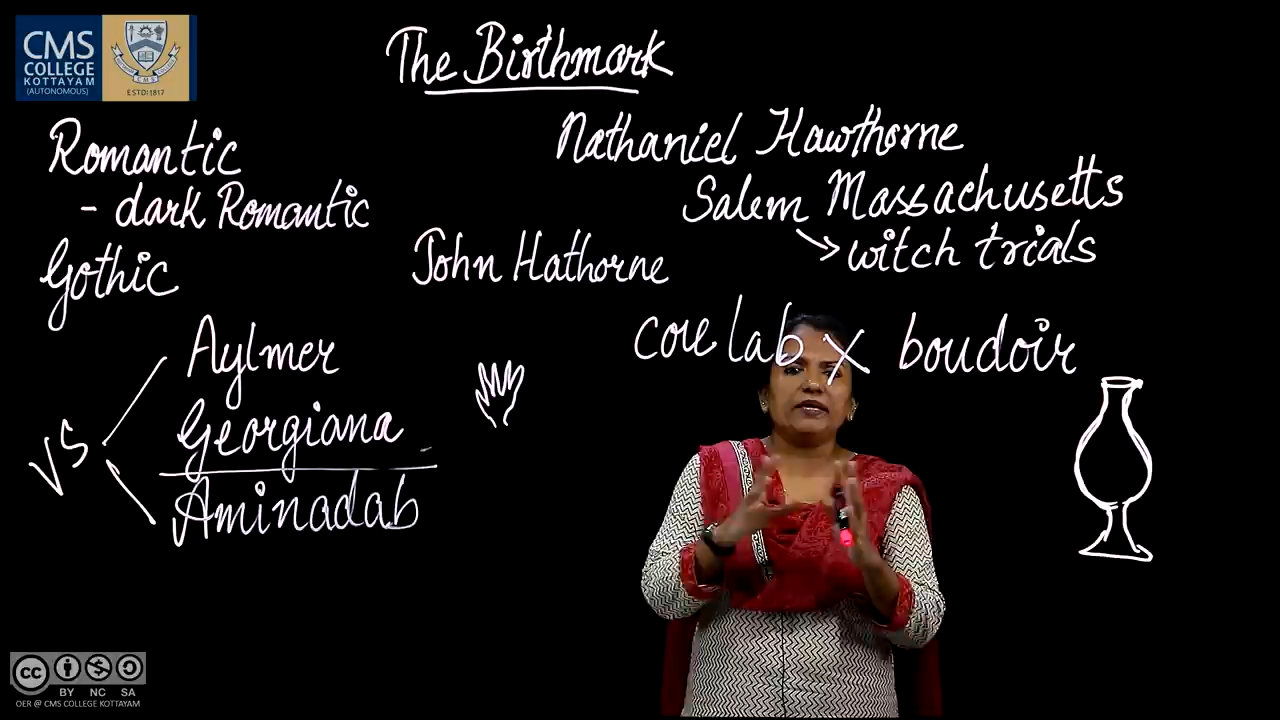 CMS
COLLEGE
KOTTAYAM
(AUTONOMOUS)
ESTD:1817
The Birthmark
Romantic
- dark Romantic
Gothic
Nathaniel Hawthorne
Salem Massachusetts
witch trials
John Hathorne
lab X boudoir
VS
Aylmer
Georgiana
Aminadab
cc
BY NC SA
OER @ CMS COLLEGE KOTTAYAM